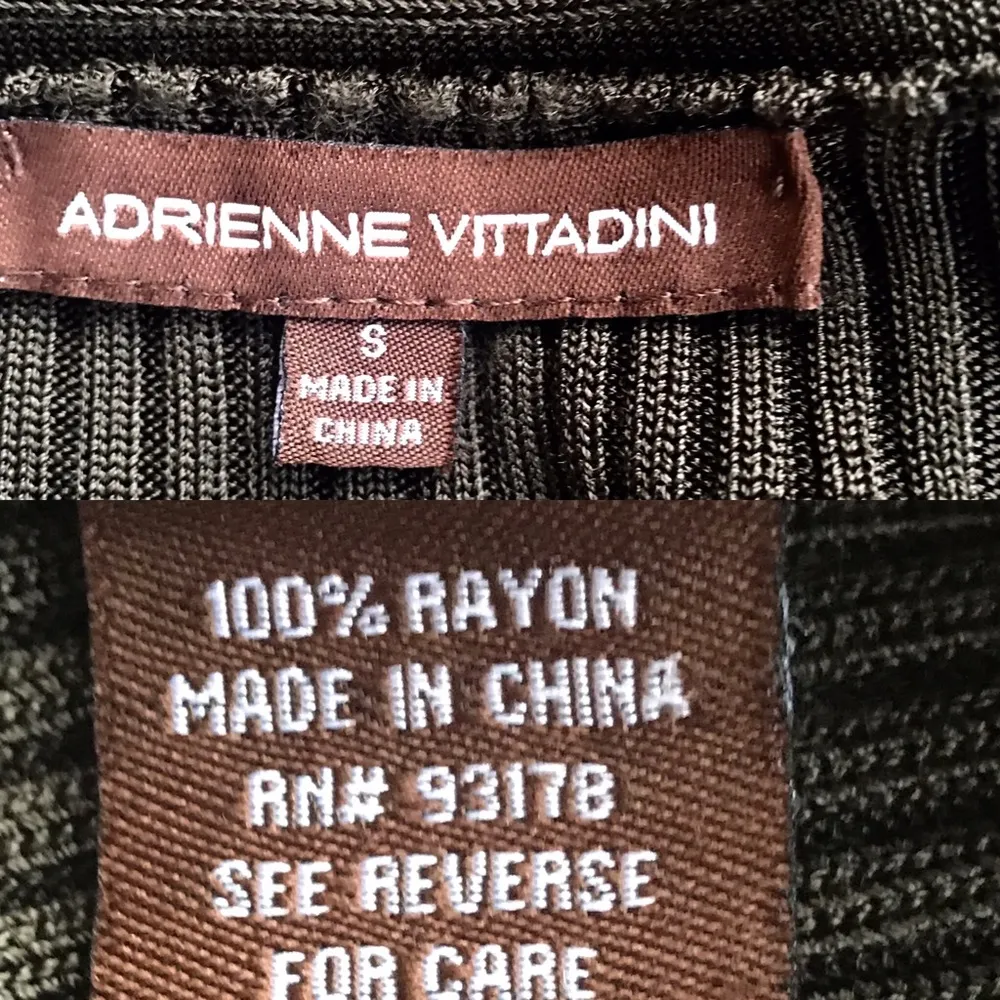 ADRIENNE VITTADINI
S
MADE IN
CHINA
100% RAYON
MADE IN CHINA
RN# 93178
SEE REVERSE
FOR CARE